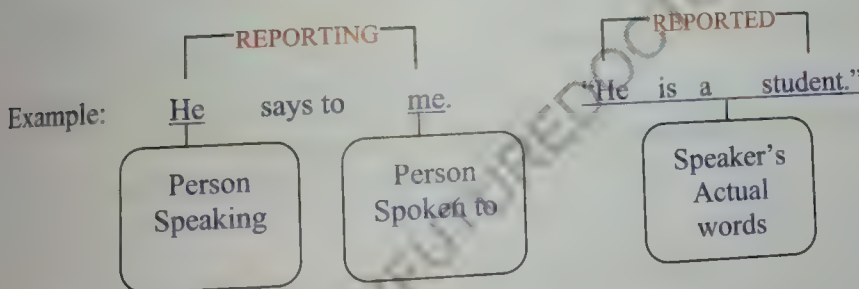 REPORTING REPORTED
Example: He says to me. “He is a student.”
Person Person Speaker’s
Speaking Spoken to Actual
words